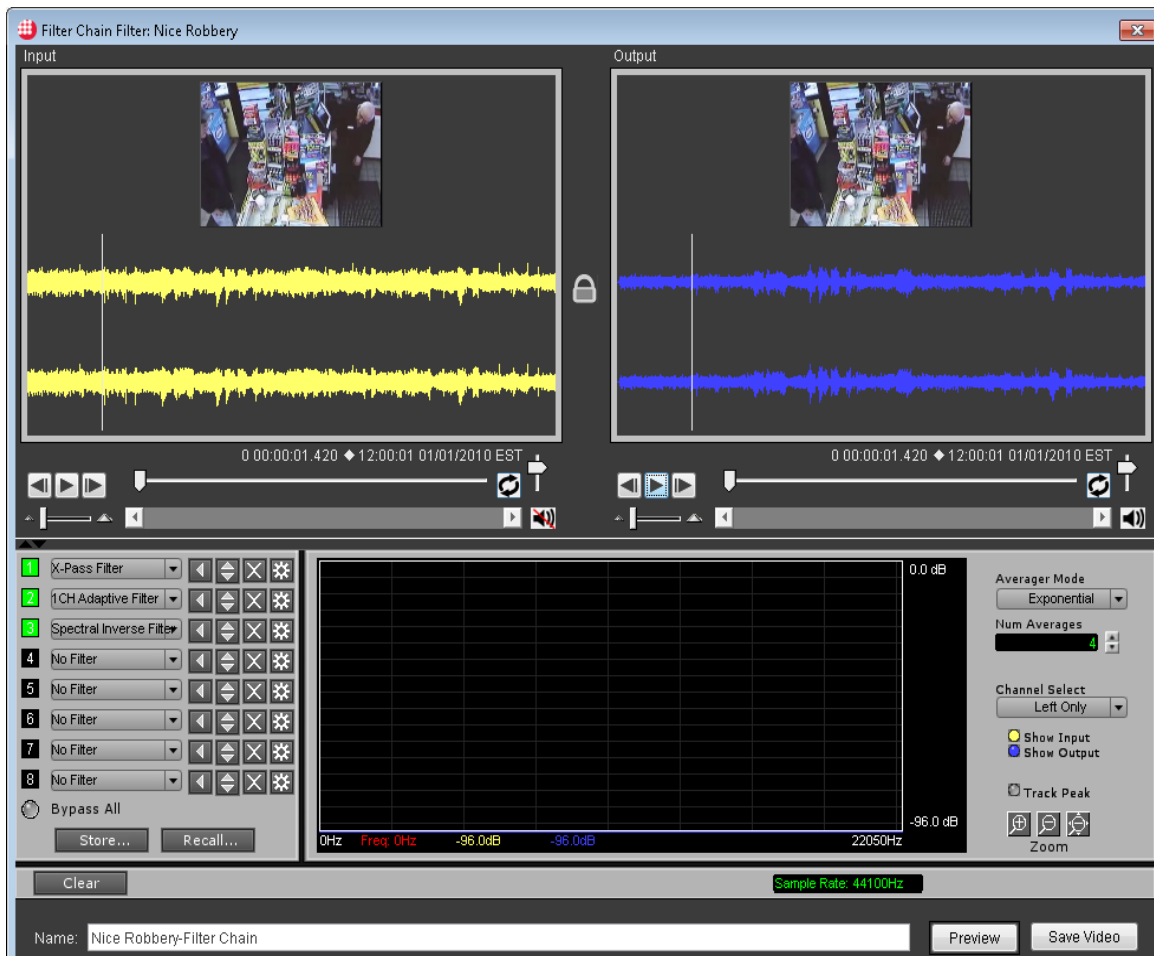 Filter Chain Filter: Nice Robbery
Input
Output
0 00:00:01.420 ◆ 12:00:01 01/01/2010 EST
0 00:00:01.420 ◆ 12:00:01 01/01/2010 EST
1 X-Pass Filter
2 1CH Adaptive Filter
3 Spectral Inverse Filter
4 No Filter
5 No Filter
6 No Filter
7 No Filter
8 No Filter
Bypass All
Store... Recall...
0.0 dB
-96.0 dB
0Hz Freq: 0Hz -96.0dB -96.0dB 22050Hz
Averager Mode
Exponential
Num Averages
4
Channel Select
Left Only
Show Input
Show Output
Track Peak
Zoom
Clear
Sample Rate: 44100Hz
Name: Nice Robbery-Filter Chain
Preview Save Video